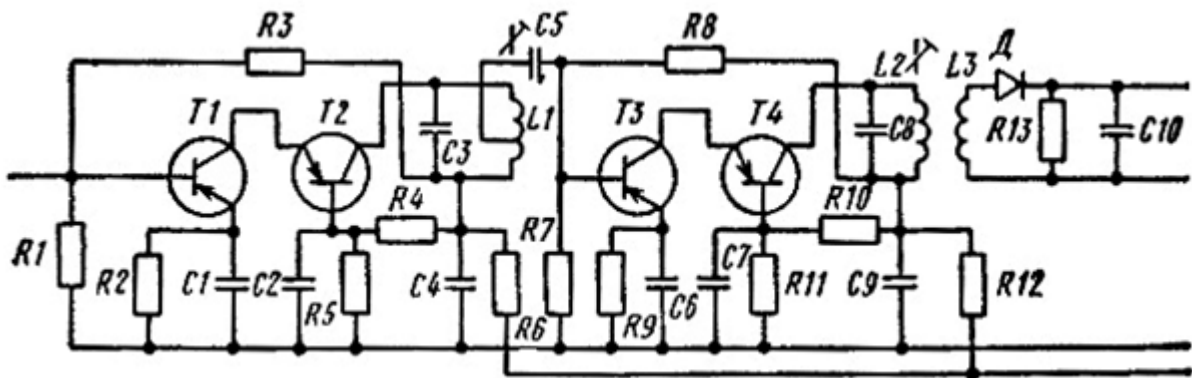 R3 C5 R8 Д
L2 L3
T1 T2 L1 T3 T4
C3 C8 R13 C10
R4 R10
R1 R2 C1 C2 R5 C4 R7 R6 R9 C6 C7 R11 C9 R12